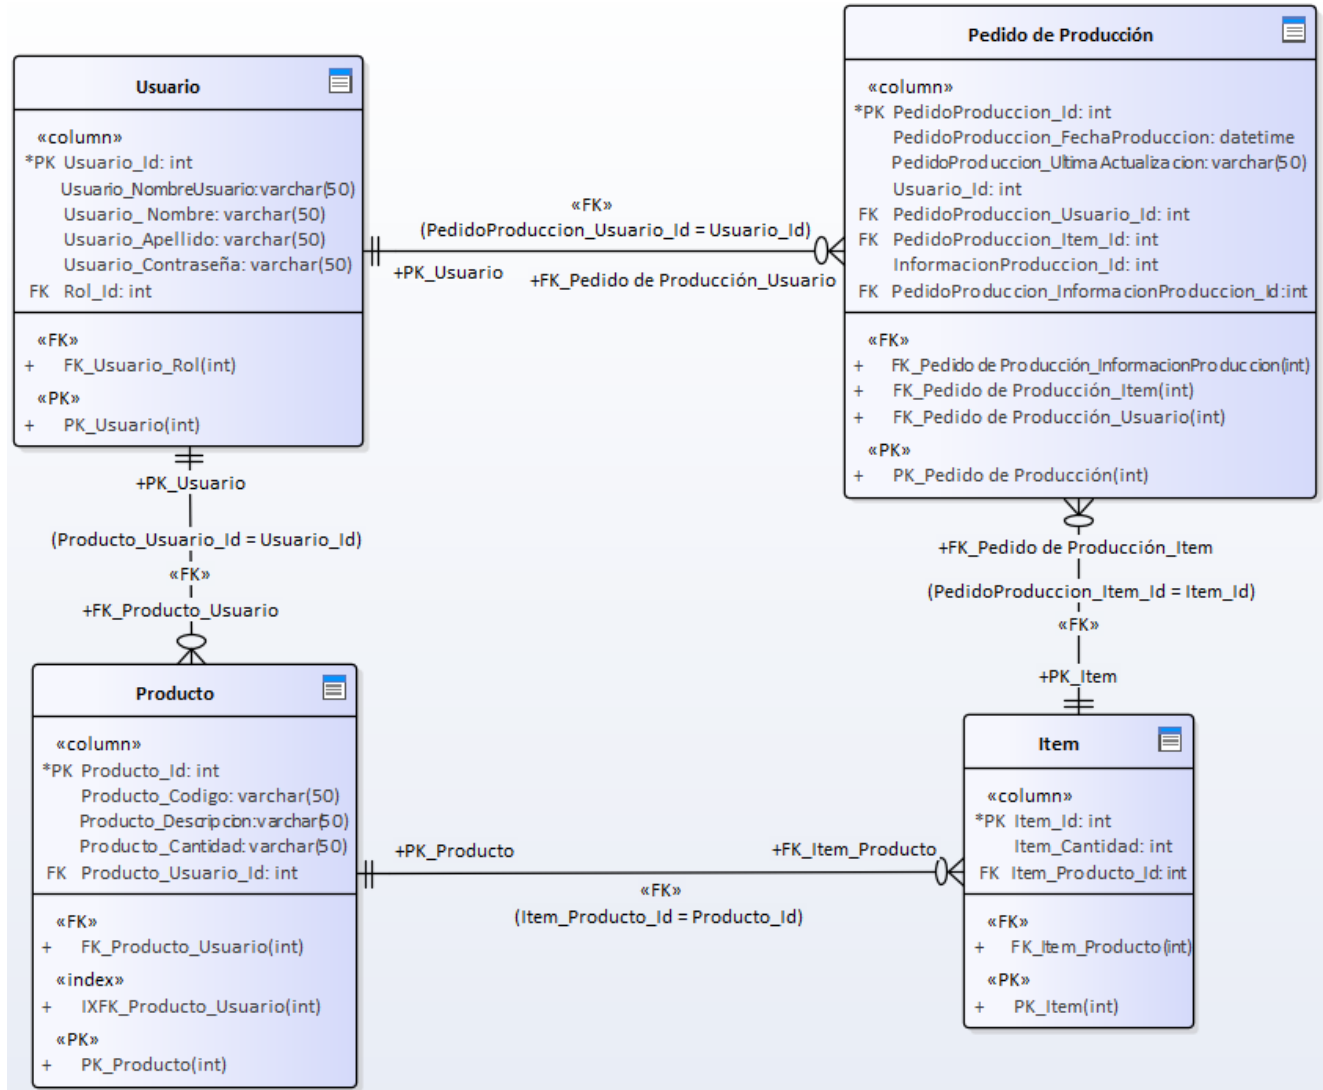 Usuario
«column»
*PK Usuario_Id: int
Usuario_NombreUsuario:varchar(50)
Usuario_ Nombre: varchar(50)
Usuario_Apellido: varchar(50)
Usuario_Contraseña: varchar(50)
FK Rol_Id: int
«FK»
+ FK_Usuario_Rol(int)
«PK»
+ PK_Usuario(int)
«FK»
(PedidoProduccion_Usuario_Id = Usuario_Id)
+PK_Usuario
+FK_Pedido de Producción_Usuario
Pedido de Producción
«column»
*PK PedidoProduccion_Id: int
PedidoProduccion_FechaProduccion: datetime
PedidoProduccion_UltimaActualizacion: varchar(50)
Usuario_Id: int
FK PedidoProduccion_Usuario_Id: int
FK PedidoProduccion_Item_Id: int
InformacionProduccion_Id: int
FK PedidoProduccion_InformacionProduccion_Id:int
«FK»
+ FK_Pedido de Producción_InformacionProduccion(int)
+ FK_Pedido de Producción_Item(int)
+ FK_Pedido de Producción_Usuario(int)
«PK»
+ PK_Pedido de Producción(int)
+PK_Usuario
(Producto_Usuario_Id = Usuario_Id)
«FK»
+FK_Producto_Usuario
+FK_Pedido de Producción_Item
(PedidoProduccion_Item_Id = Item_Id)
«FK»
+PK_Item
Producto
«column»
*PK Producto_Id: int
Producto_Codigo: varchar(50)
Producto_Descripcion:varchar(50)
Producto_Cantidad: varchar(50)
FK Producto_Usuario_Id: int
«FK»
+ FK_Producto_Usuario(int)
«index»
+ IXFK_Producto_Usuario(int)
«PK»
+ PK_Producto(int)
+PK_Producto
+FK_Item_Producto
«FK»
(Item_Producto_Id = Producto_Id)
Item
«column»
*PK Item_Id: int
Item_Cantidad: int
FK Item_Producto_Id: int
«FK»
+ FK_Item_Producto(int)
«PK»
+ PK_Item(int)